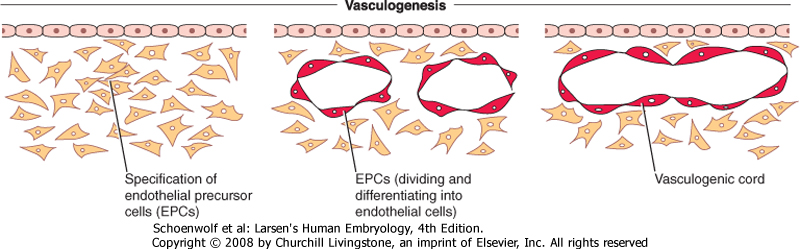 Vasculogenesis
Specification of
endothelial precursor
cells (EPCs)
EPCs (dividing and
differentiating into
endothelial cells)
Vasculogenic cord
Schoenwolf et al: Larsen's Human Embryology, 4th Edition.
Copyright © 2008 by Churchill Livingstone, an imprint of Elsevier, Inc. All rights reserved